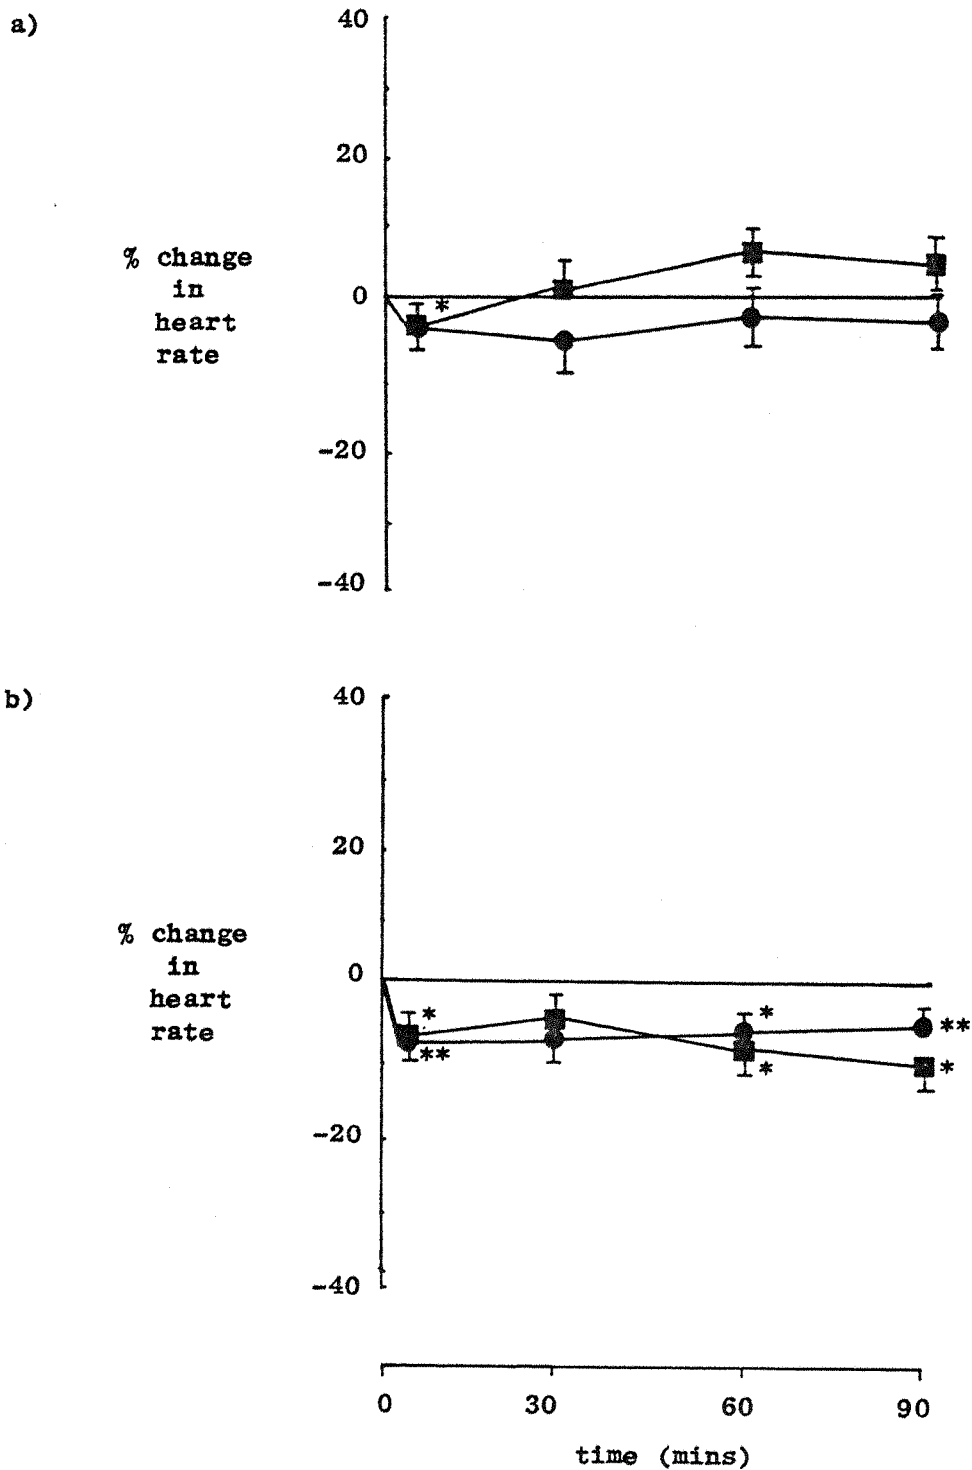 a)
40
20
0
-20
-40
% change
in
heart
rate
*
b)
40
20
0
-20
-40
% change
in
heart
rate
*
**
*
*
**
*
0 30 60 90
time (mins)